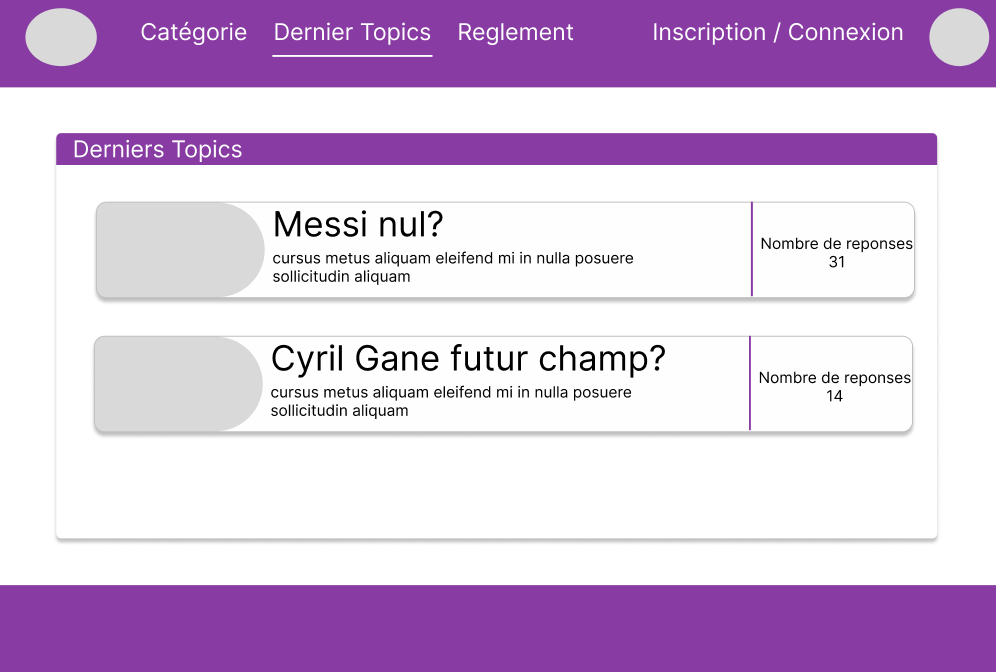 Catégorie Dernier Topics Reglement Inscription / Connexion
Derniers Topics
Messi nul?
cursus metus aliquam eleifend mi in nulla posuere
sollicitudin aliquam
Nombre de reponses
31
Cyril Gane futur champ?
cursus metus aliquam eleifend mi in nulla posuere
sollicitudin aliquam
Nombre de reponses
14